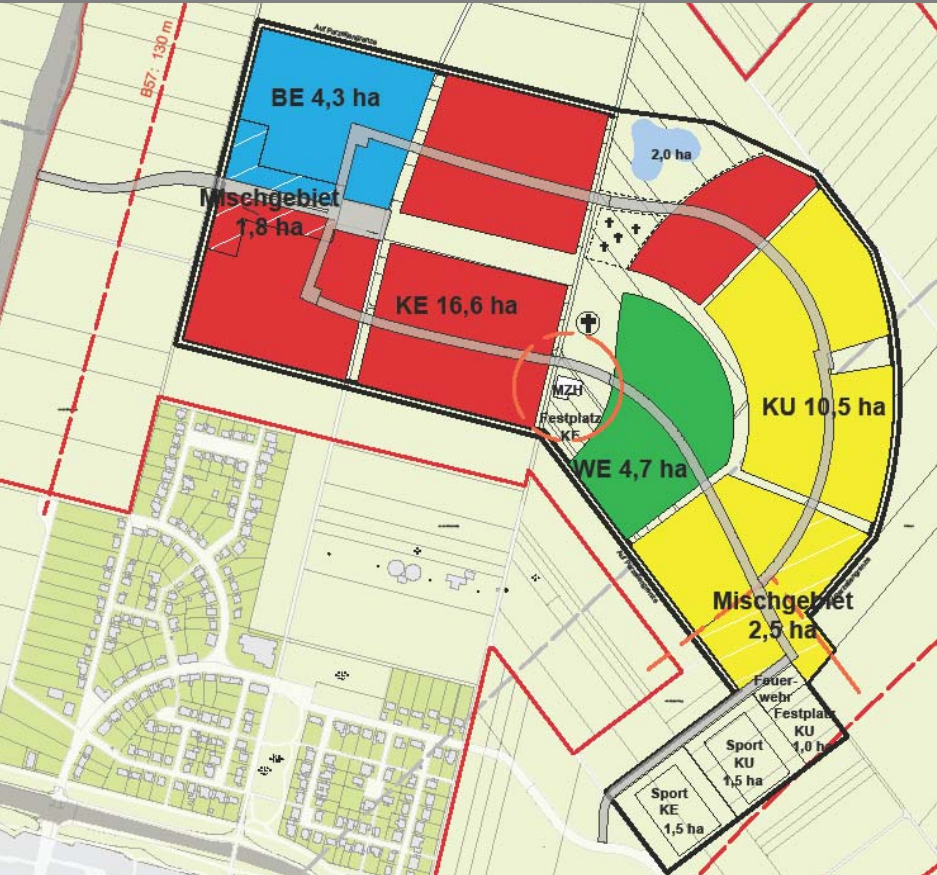 Auf Parzellengrenze
B57: 130 m
BE 4,3 ha
2,0 ha
Mischgebiet
1,8 ha
KE 16,6 ha
MZH
Festplatz
KE
KU 10,5 ha
WE 4,7 ha
Mischgebiet
2,5 ha
Feuer-
wehr
Festplatz
KU
1,0 ha
Sport
KU
1,5 ha
Sport
KE
1,5 ha